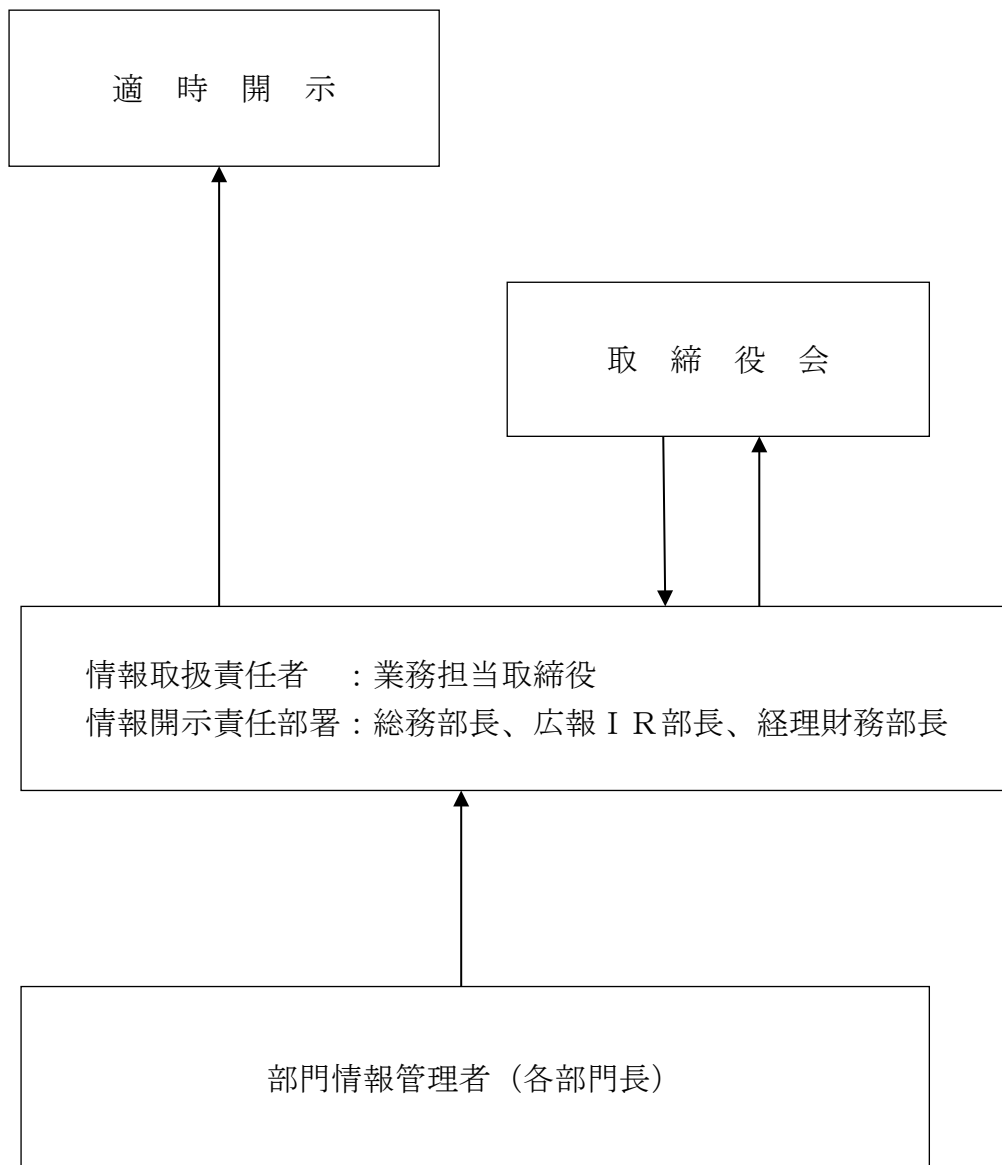 適　時　開　示
取　締　役　会
情報取扱責任者　：業務担当取締役
情報開示責任部署：総務部長、広報ＩＲ部長、経理財務部長
部門情報管理者（各部門長）